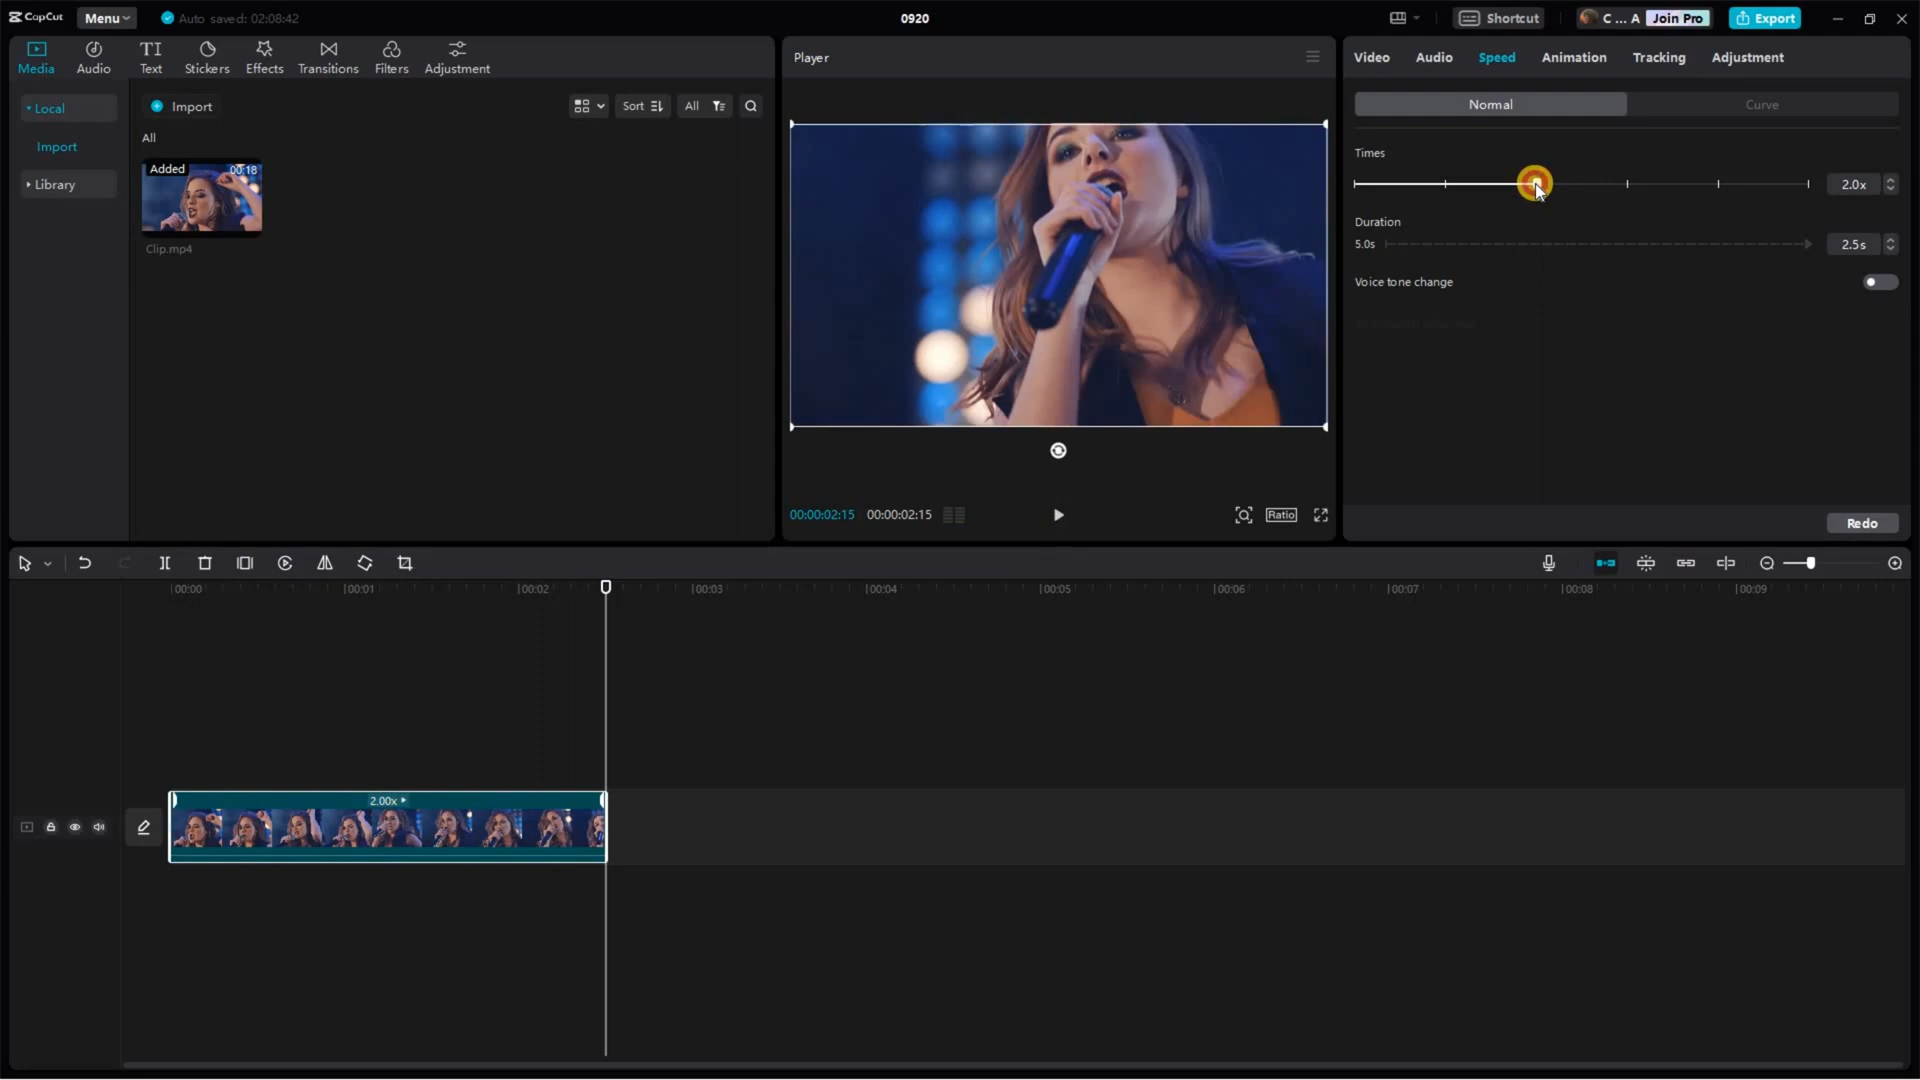 CapCut
Menu
Auto saved: 02:08:42
0920
Shortcut
C ... A
Join Pro
Export
Media
Audio
Text
Stickers
Effects
Transitions
Filters
Adjustment
Local
Import
Library
Import
Sort
All
All
Added
00:18
Clip.mp4
Player
00:00:02:15
00:00:02:15
Ratio
Video
Audio
Speed
Animation
Tracking
Adjustment
Normal
Curve
Times
2.0x
Duration
5.0s
2.5s
Voice tone change
Redo
00:00
00:01
00:02
00:03
00:04
00:05
00:06
00:07
00:08
00:09
2.00x